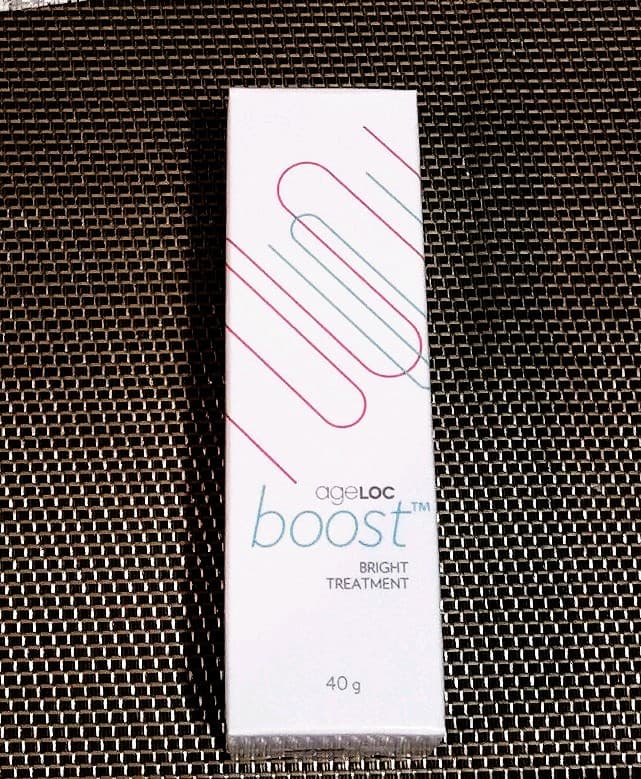 ageLOC
boost™
BRIGHT
TREATMENT
40 g